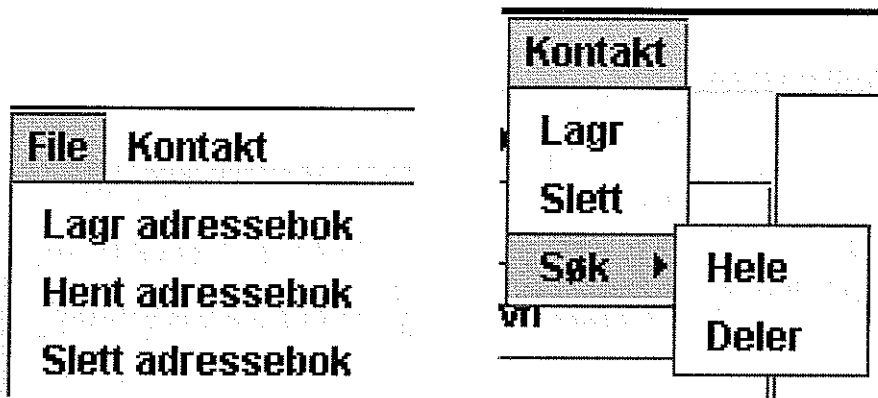 File Kontakt
Lagr adressebok
Hent adressebok
Slett adressebok
Kontakt
Lagr
Slett
Søk
Hele
Deler